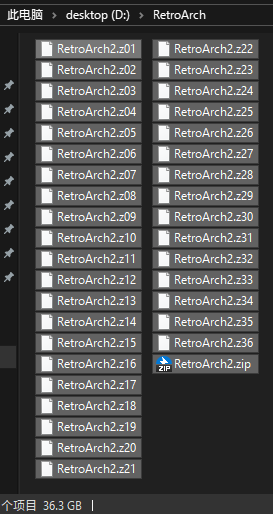 此电脑 > desktop (D:) > RetroArch
RetroArch2.z01
RetroArch2.z02
RetroArch2.z03
RetroArch2.z04
RetroArch2.z05
RetroArch2.z06
RetroArch2.z07
RetroArch2.z08
RetroArch2.z09
RetroArch2.z10
RetroArch2.z11
RetroArch2.z12
RetroArch2.z13
RetroArch2.z14
RetroArch2.z15
RetroArch2.z16
RetroArch2.z17
RetroArch2.z18
RetroArch2.z19
RetroArch2.z20
RetroArch2.z21
RetroArch2.z22
RetroArch2.z23
RetroArch2.z24
RetroArch2.z25
RetroArch2.z26
RetroArch2.z27
RetroArch2.z28
RetroArch2.z29
RetroArch2.z30
RetroArch2.z31
RetroArch2.z32
RetroArch2.z33
RetroArch2.z34
RetroArch2.z35
RetroArch2.z36
ZIP RetroArch2.zip
个项目 36.3 GB